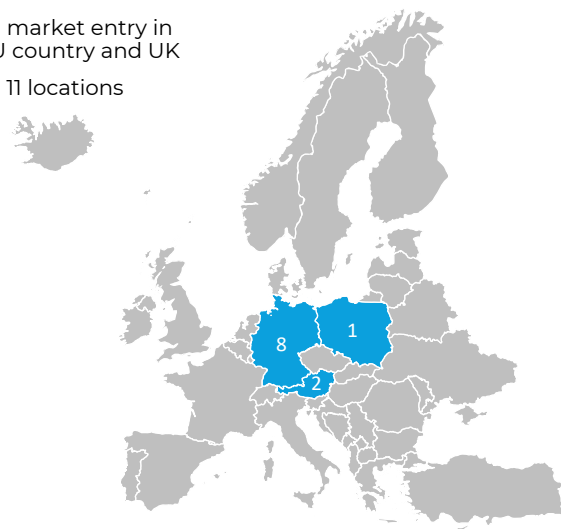 market entry in
country and UK
11 locations
8
1
2